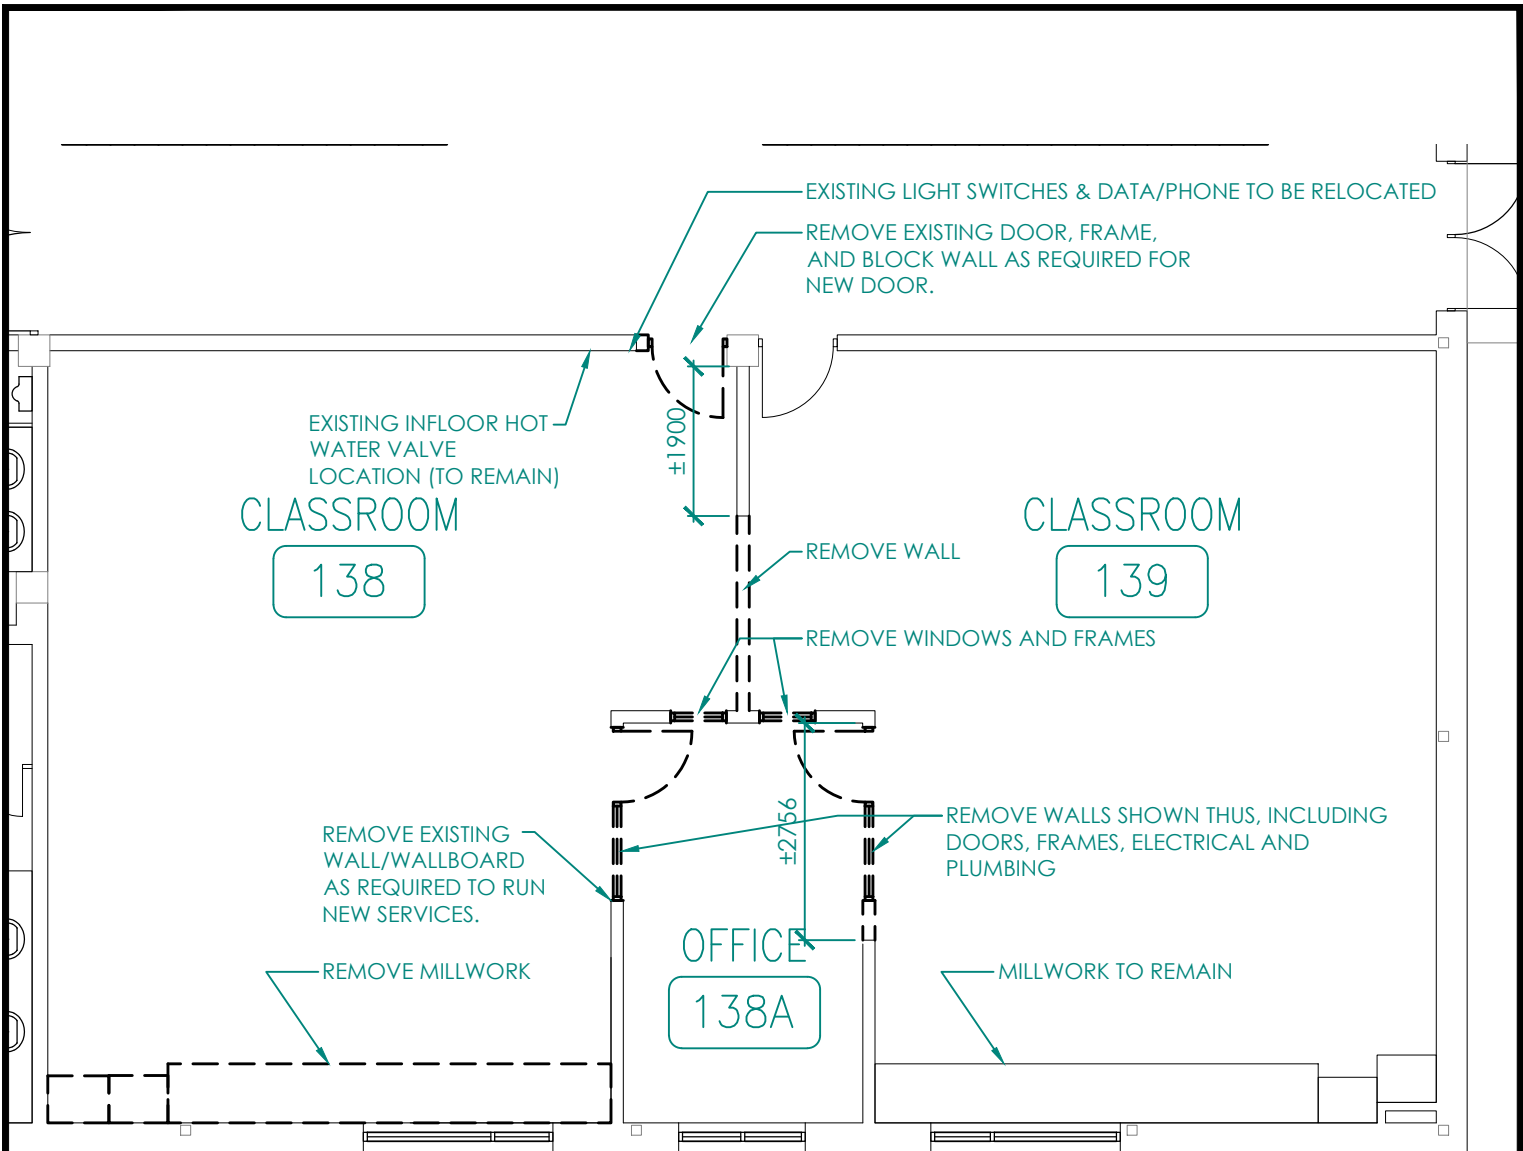 EXISTING LIGHT SWITCHES & DATA/PHONE TO BE RELOCATED
REMOVE EXISTING DOOR, FRAME,
AND BLOCK WALL AS REQUIRED FOR
NEW DOOR.
EXISTING INFLOOR HOT
WATER VALVE
LOCATION (TO REMAIN)
±1900
CLASSROOM
138
CLASSROOM
139
REMOVE WALL
REMOVE WINDOWS AND FRAMES
±2756
REMOVE EXISTING
WALL/WALLBOARD
AS REQUIRED TO RUN
NEW SERVICES.
REMOVE WALLS SHOWN THUS, INCLUDING
DOORS, FRAMES, ELECTRICAL AND
PLUMBING
OFFICE
138A
REMOVE MILLWORK
MILLWORK TO REMAIN